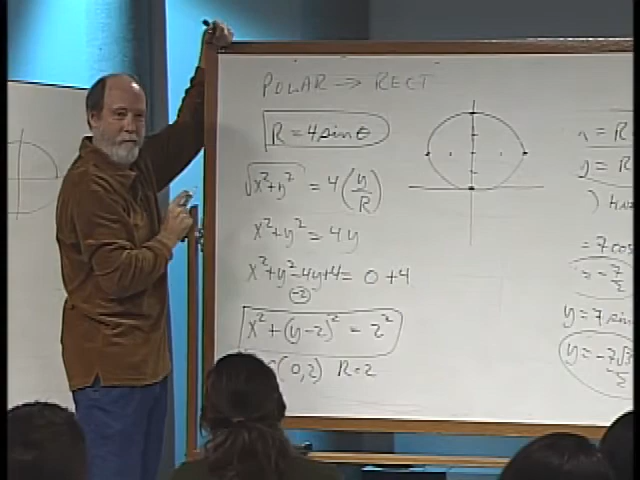 POLAR → RECT
R = 4 sin θ
√x²+y² = 4(y/R)
x²+y² = 4y
x²+y²-4y+4 = 0+4
(-2)
x²+(y-2)² = 2²
(0,2) R=2
= R
y = R
)
= 7 cos
= 7/2
y = 7 sin
y = -7√3/2